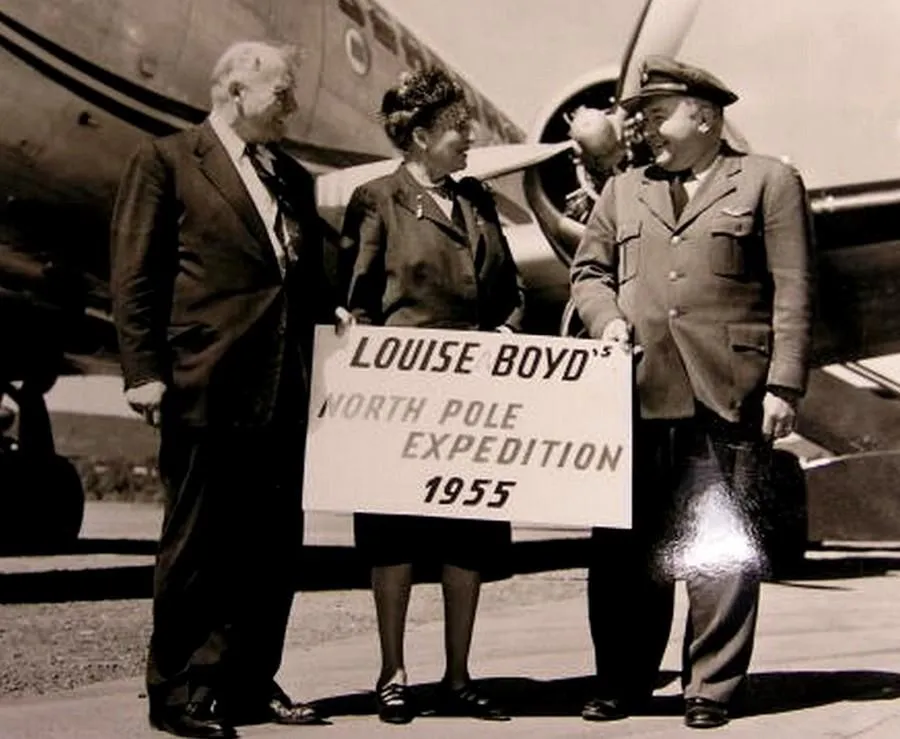 LOUISE BOYD's
NORTH POLE
EXPEDITION
1955